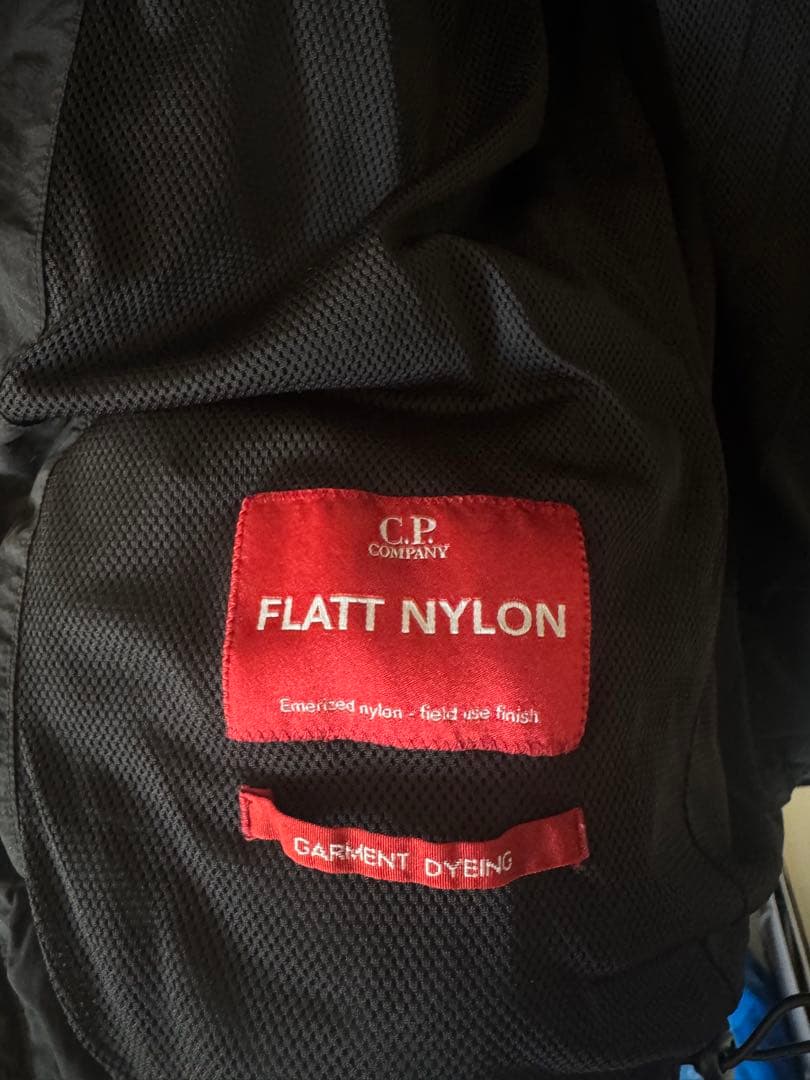 C.P.
COMPANY
FLATT NYLON
Emerized nylon - field use finish
GARMENT DYEING